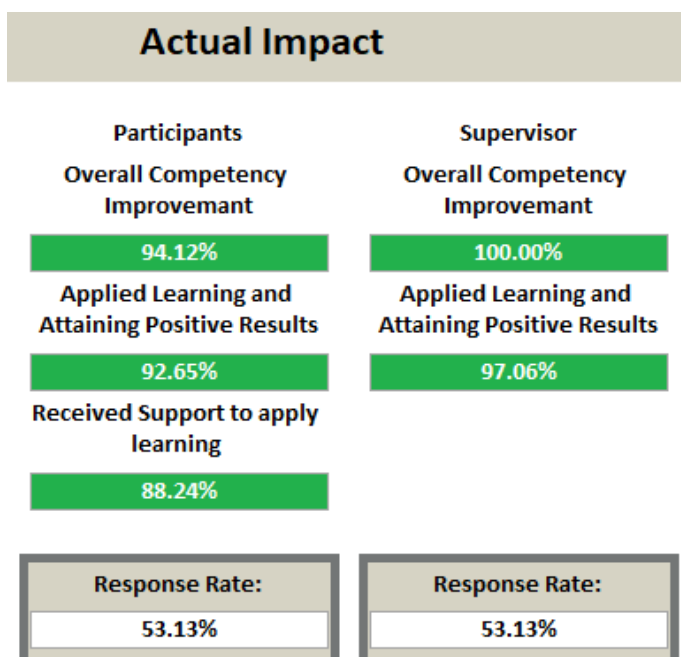 Actual Impact
Participants
Overall Competency
Improvemant
94.12%
Applied Learning and
Attaining Positive Results
92.65%
Received Support to apply
learning
88.24%
Response Rate:
53.13%
Supervisor
Overall Competency
Improvemant
100.00%
Applied Learning and
Attaining Positive Results
97.06%
Response Rate:
53.13%